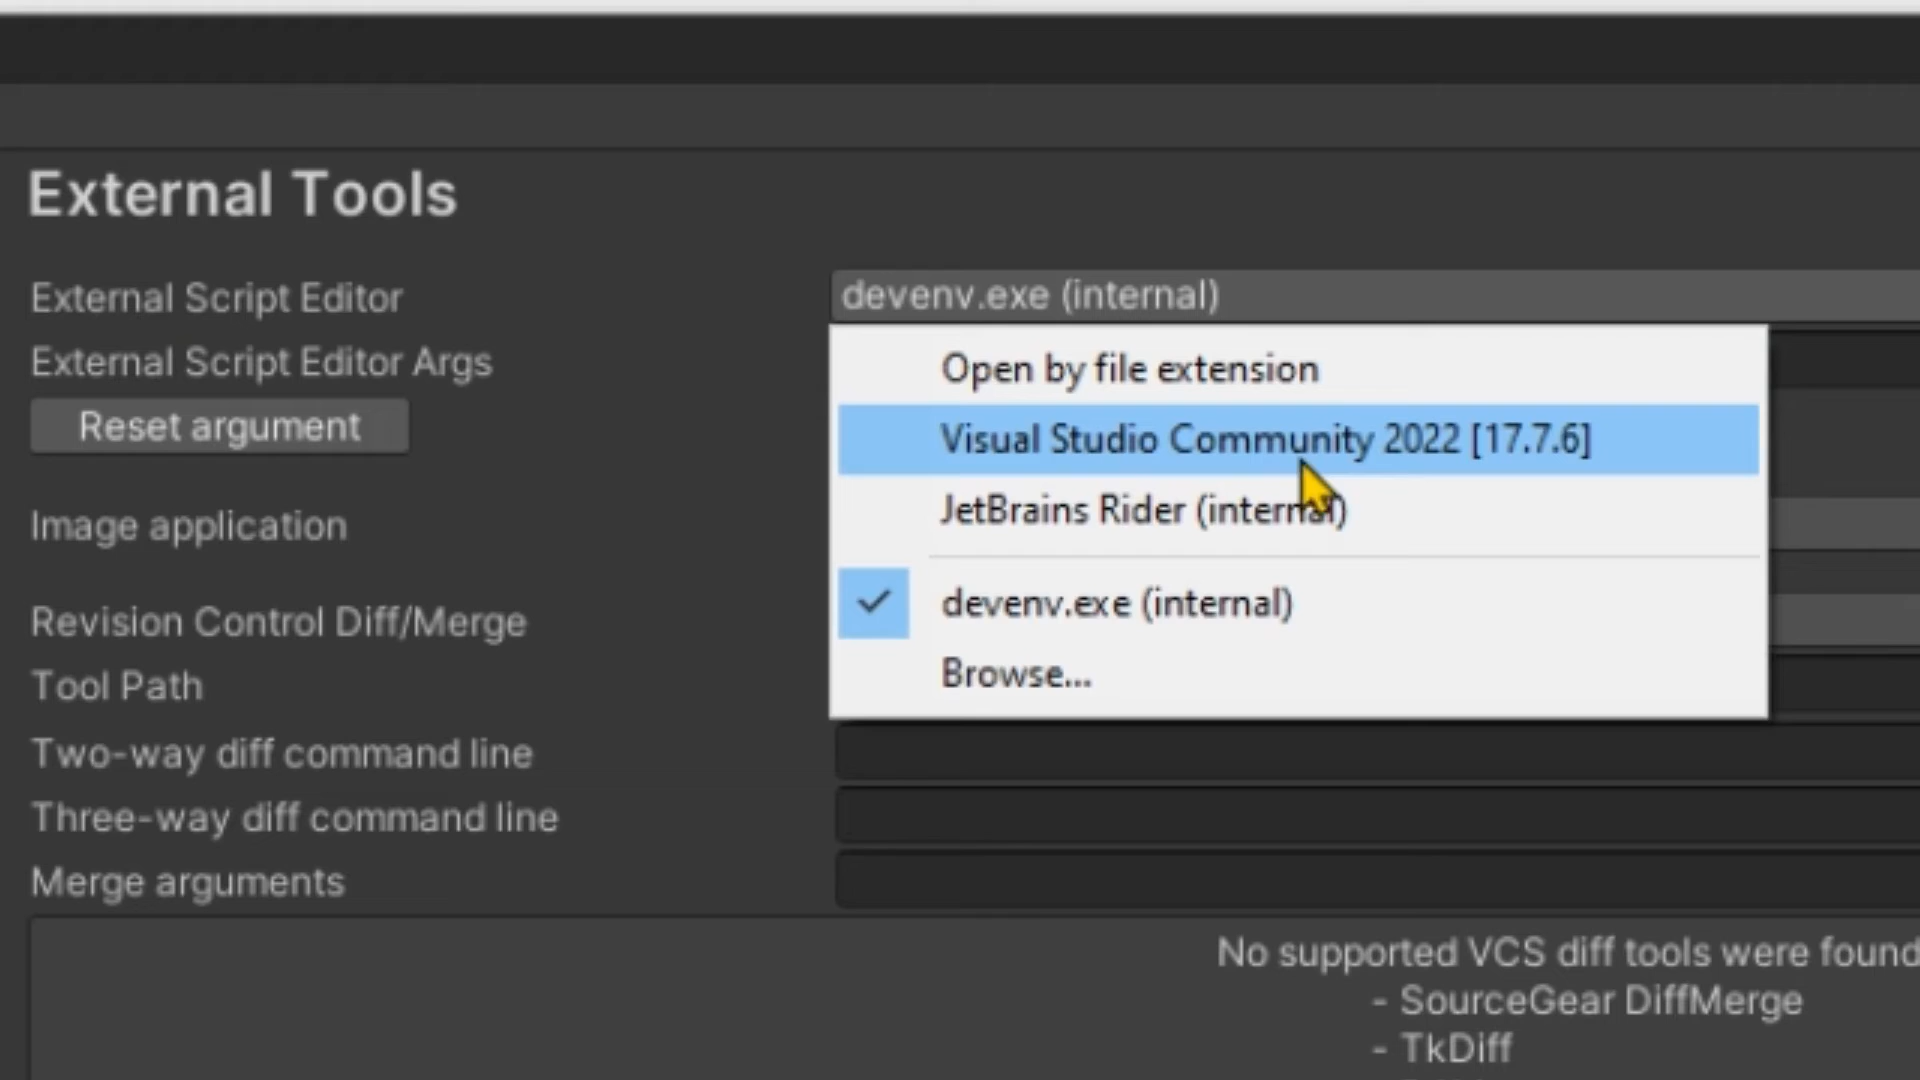 External Tools
External Script Editor
devenv.exe (internal)
External Script Editor Args
Reset argument
Open by file extension
Visual Studio Community 2022 [17.7.6]
JetBrains Rider (internal)
devenv.exe (internal)
Browse...
Image application
Revision Control Diff/Merge
Tool Path
Two-way diff command line
Three-way diff command line
Merge arguments
No supported VCS diff tools were found
- SourceGear DiffMerge
- TkDiff